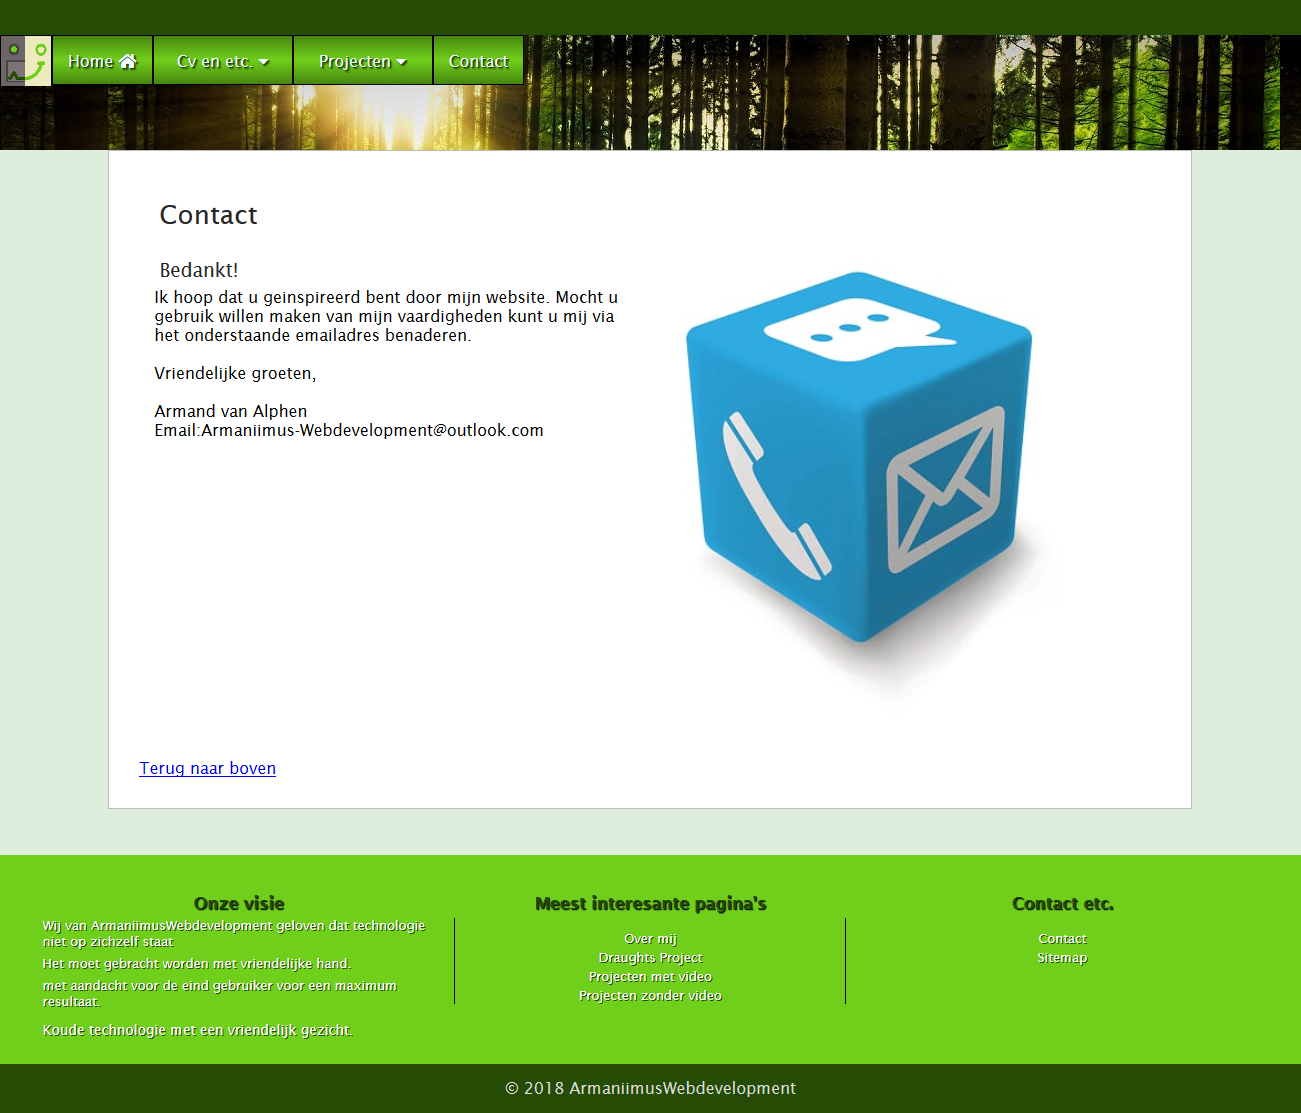 Home
Cv en etc.
Projecten
Contact
Contact
Bedankt!
Ik hoop dat u geinspireerd bent door mijn website. Mocht u
gebruik willen maken van mijn vaardigheden kunt u mij via
het onderstaande emailadres benaderen.
Vriendelijke groeten,
Armand van Alphen
Email:Armaniimus-Webdevelopment@outlook.com
Terug naar boven
Onze visie
Wij van ArmaniimusWebdevelopment geloven dat technologie
niet op zichzelf staat
Het moet gebracht worden met vriendelijke hand.
met aandacht voor de eind gebruiker voor een maximum
resultaat.
Koude technologie met een vriendelijk gezicht.
Meest interesante pagina's
Over mij
Draughts Project
Projecten met video
Projecten zonder video
Contact etc.
Contact
Sitemap
© 2018 ArmaniimusWebdevelopment